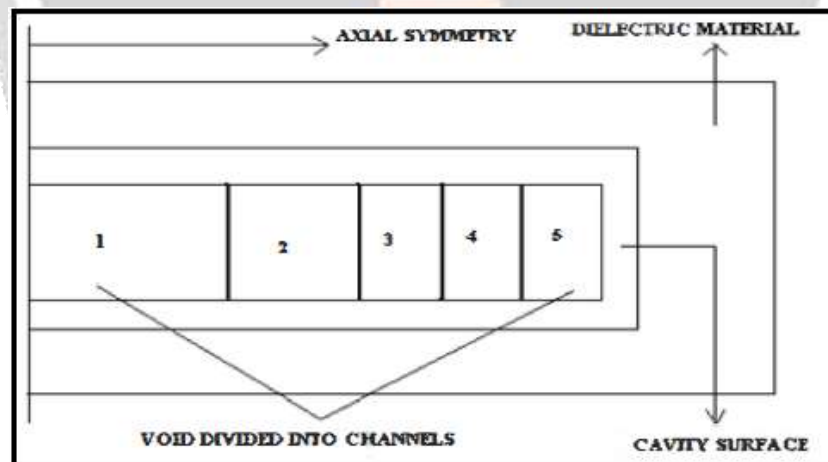 AXIAL SYMMETRY
DIELECTRIC MATERIAL
1
2
3
4
5
VOID DIVIDED INTO CHANNELS
CAVITY SURFACE